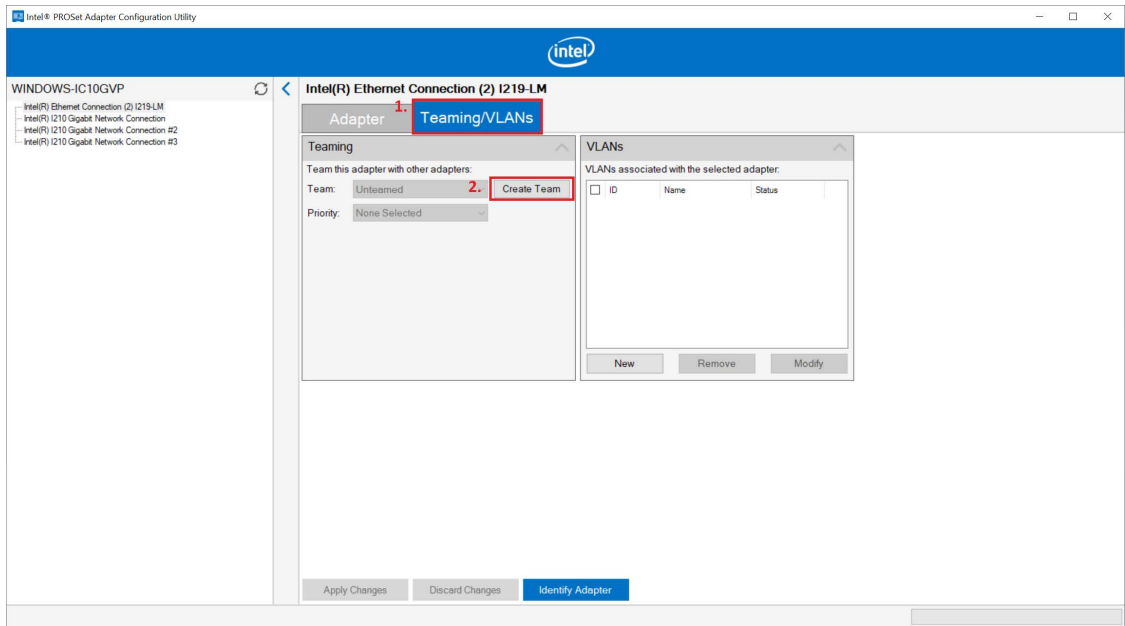 Intel® PROSet Adapter Configuration Utility
intel
WINDOWS-IC10GVP
Intel(R) Ethernet Connection (2) I219-LM
Intel(R) I210 Gigabit Network Connection
Intel(R) I210 Gigabit Network Connection #2
Intel(R) I210 Gigabit Network Connection #3
Intel(R) Ethernet Connection (2) I219-LM
Adapter 1. Teaming/VLANs
Teaming
Team this adapter with other adapters:
Team: Unteamed 2. Create Team
Priority: None Selected
VLANs
VLANs associated with the selected adapter:
ID Name Status
New Remove Modify
Apply Changes Discard Changes Identify Adapter